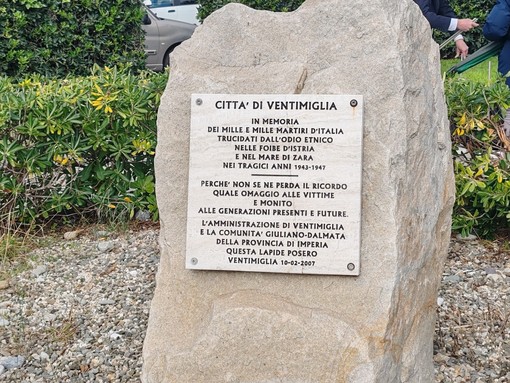 CITTA' DI VENTIMIGLIA
IN MEMORIA
DEI MILLE E MILLE MARTIRI D'ITALIA
TRUCIDATI DALL'ODIO ETNICO
NELLE FOIBE D'ISTRIA
E NEL MARE DI ZARA
NEI TRAGICI ANNI 1943-1947
PERCHE' NON SE NE PERDA IL RICORDO
QUALE OMAGGIO ALLE VITTIME
E MONITO
ALLE GENERAZIONI PRESENTI E FUTURE.
L'AMMINISTRAZIONE DI VENTIMIGLIA
E LA COMUNITA' GIULIANO-DALMATA
DELLA PROVINCIA DI IMPERIA
QUESTA LAPIDE POSERO
VENTIMIGLIA 10-02-2007